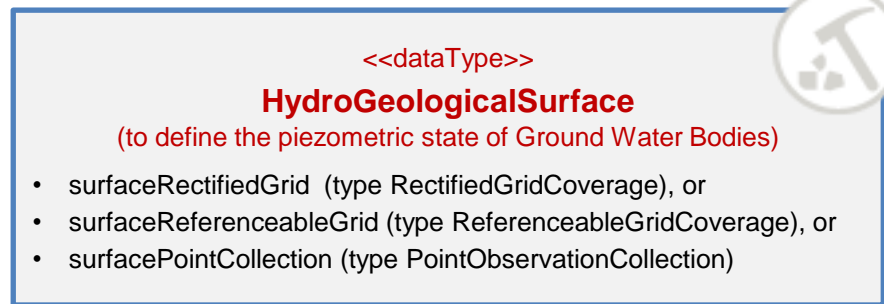 <<dataType>>
HydroGeologicalSurface
(to define the piezometric state of Ground Water Bodies)
• surfaceRectifiedGrid (type RectifiedGridCoverage), or
• surfaceReferenceableGrid (type ReferenceableGridCoverage), or
• surfacePointCollection (type PointObservationCollection)